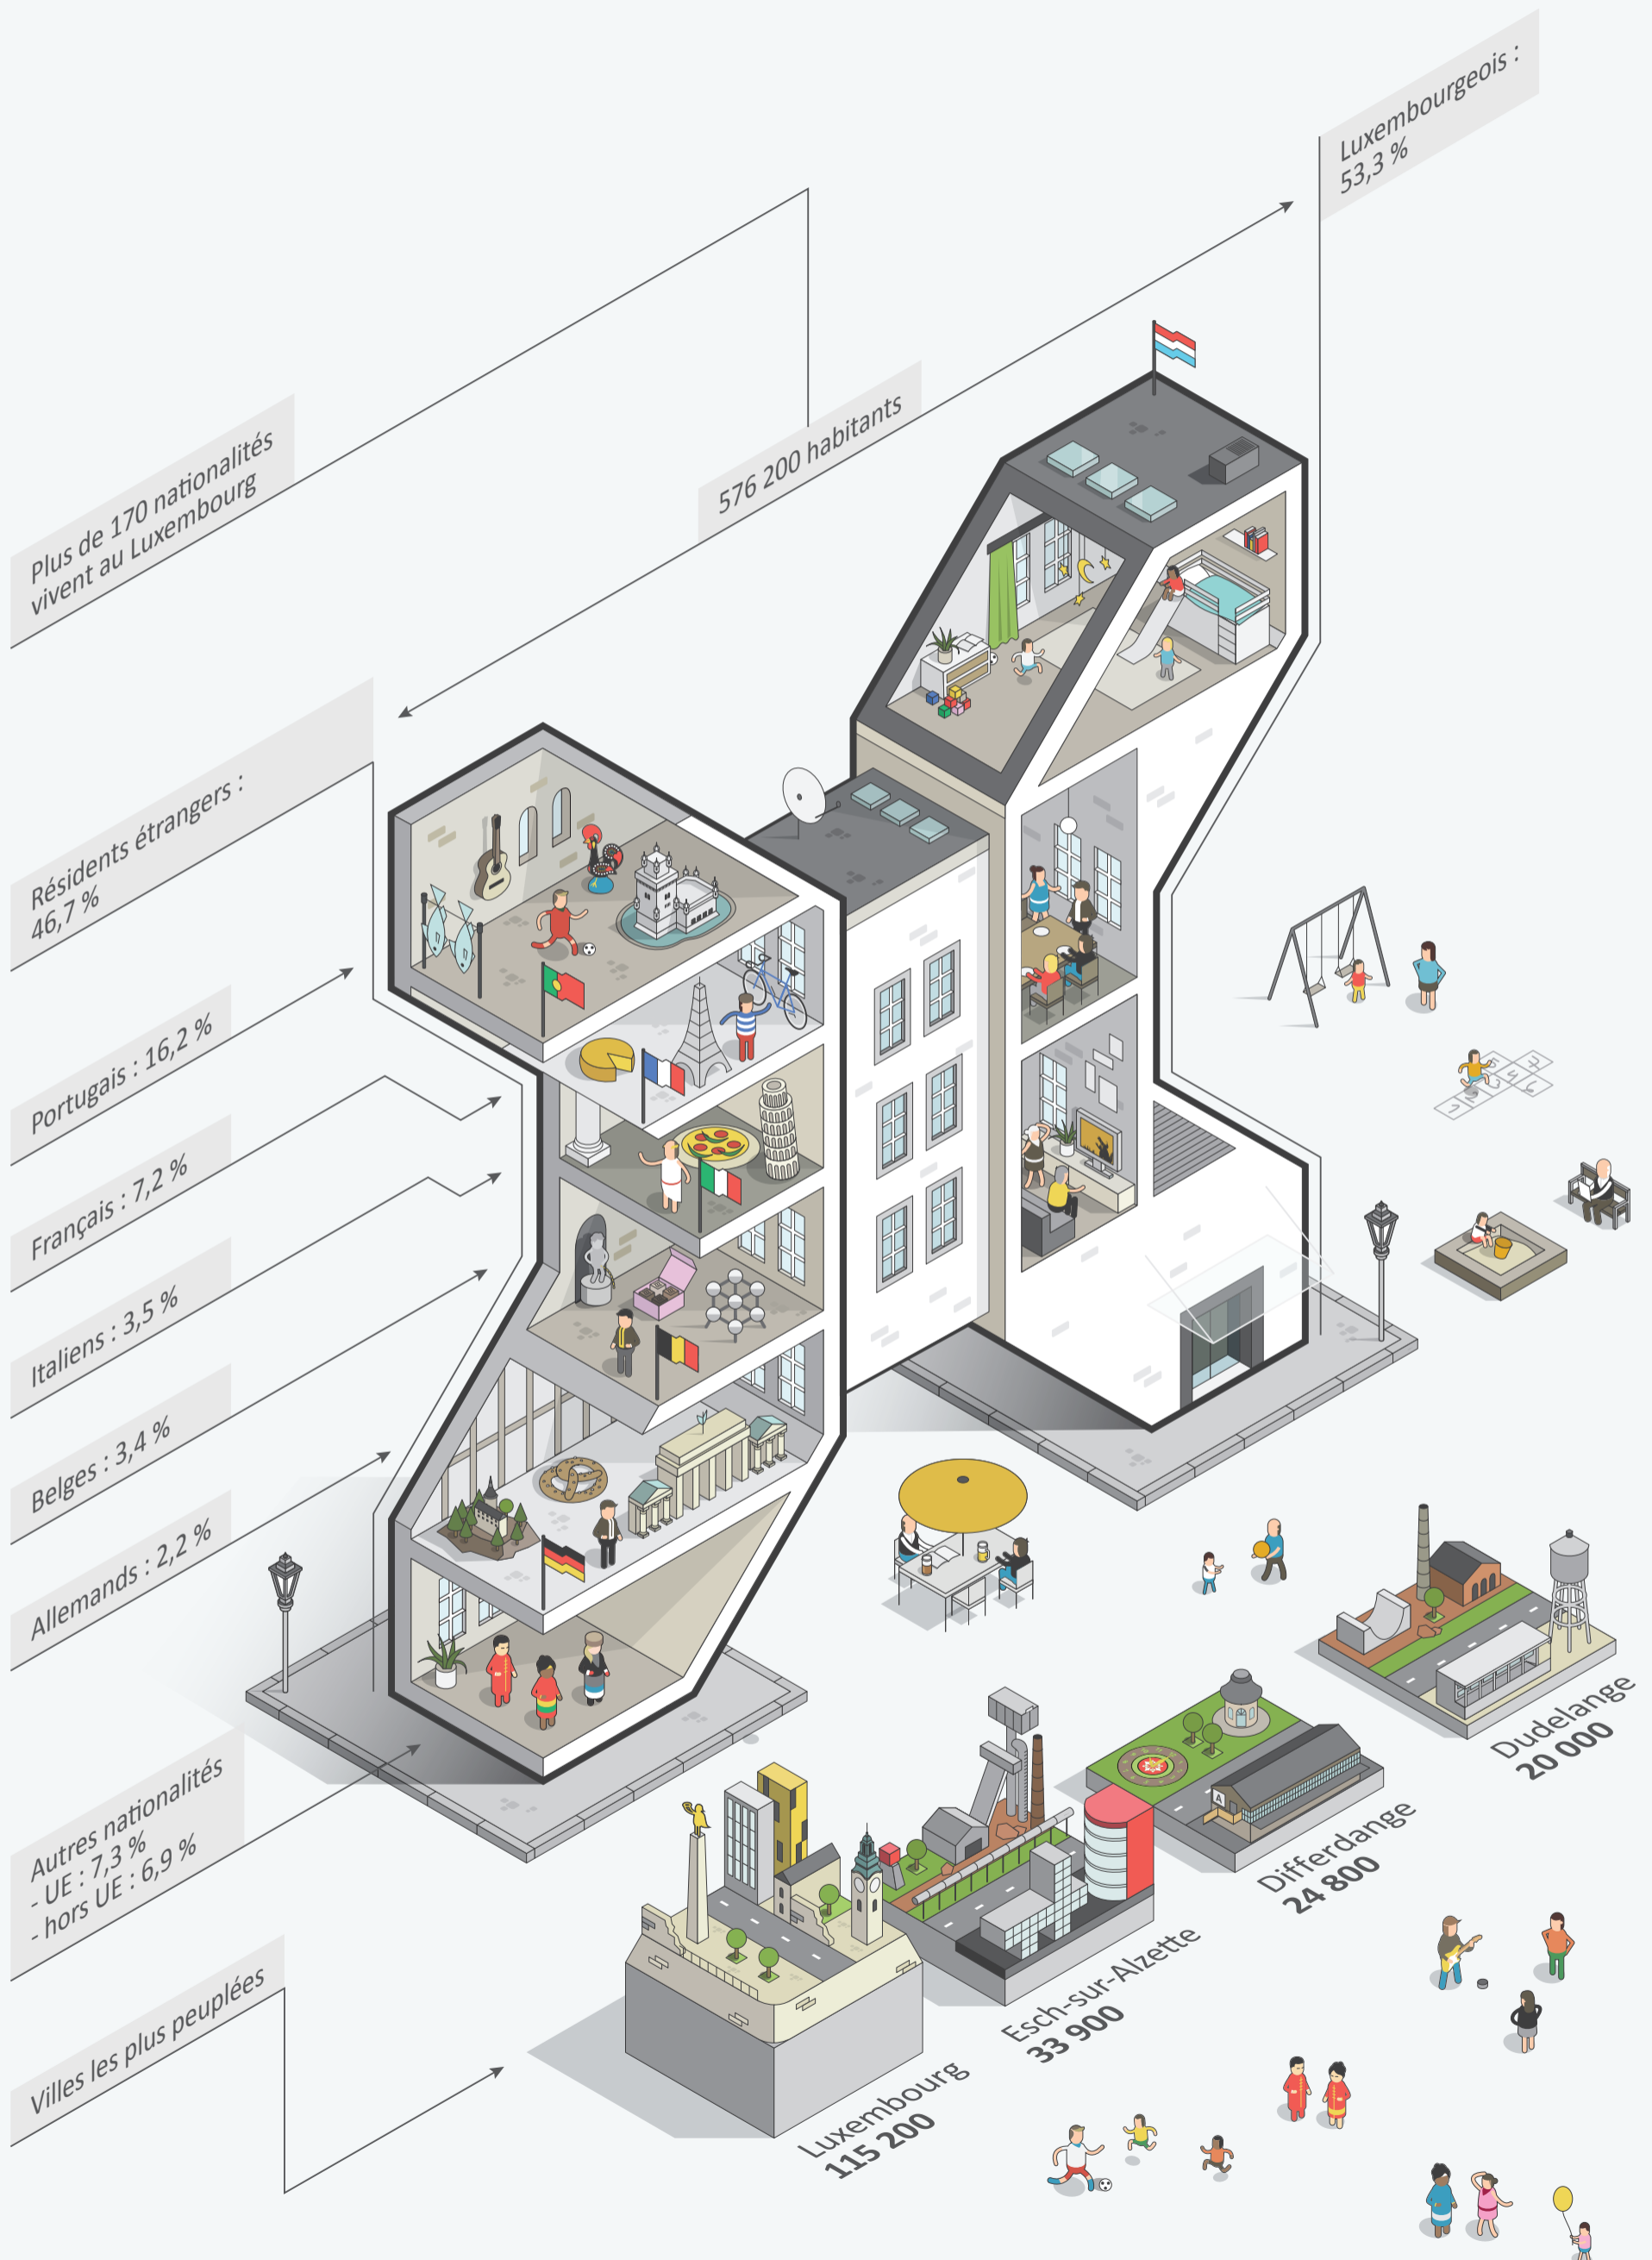 Luxembourgeois :
53,3 %
576 200 habitants
Plus de 170 nationalités
vivent au Luxembourg
Résidents étrangers :
46,7 %
Portugais : 16,2 %
Français : 7,2 %
Italiens : 3,5 %
Belges : 3,4 %
Allemands : 2,2 %
Autres nationalités
- UE : 7,3 %
- hors UE : 6,9 %
Villes les plus peuplées
Luxembourg
115 200
Esch-sur-Alzette
33 900
Differdange
24 800
Dudelange
20 000
A